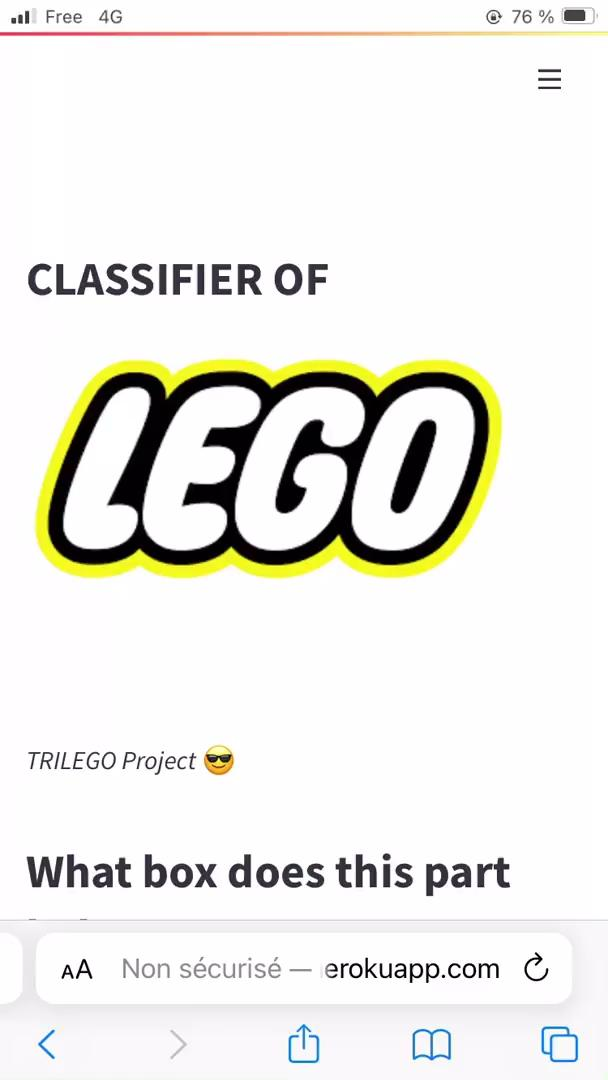 Free 4G 76 %
CLASSIFIER OF
LEGO
TRILEGO Project 😎
What box does this part
AA Non sécurisé — erokuapp.com